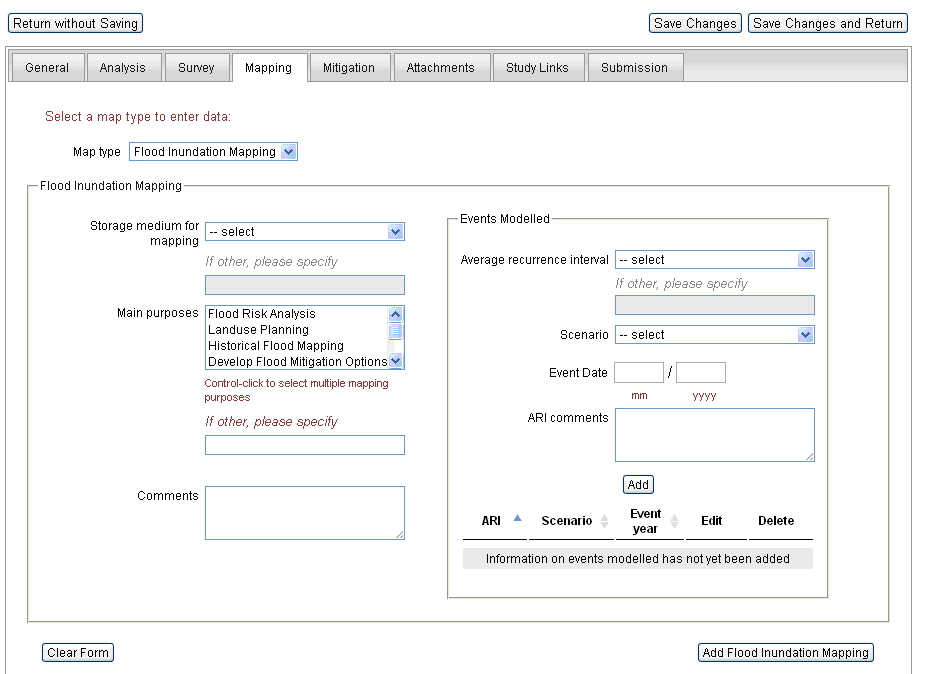 Return without Saving
Save Changes
Save Changes and Return
General
Analysis
Survey
Mapping
Mitigation
Attachments
Study Links
Submission
Select a map type to enter data:
Map type
Flood Inundation Mapping
Flood Inundation Mapping
Storage medium for
mapping
-- select
If other, please specify
Main purposes
Flood Risk Analysis
Landuse Planning
Historical Flood Mapping
Develop Flood Mitigation Options
Control-click to select multiple mapping
purposes
If other, please specify
Comments
Events Modelled
Average recurrence interval
-- select
If other, please specify
Scenario
-- select
Event Date
/
mm
yyyy
ARI comments
Add
ARI
Scenario
Event
year
Edit
Delete
Information on events modelled has not yet been added
Clear Form
Add Flood Inundation Mapping